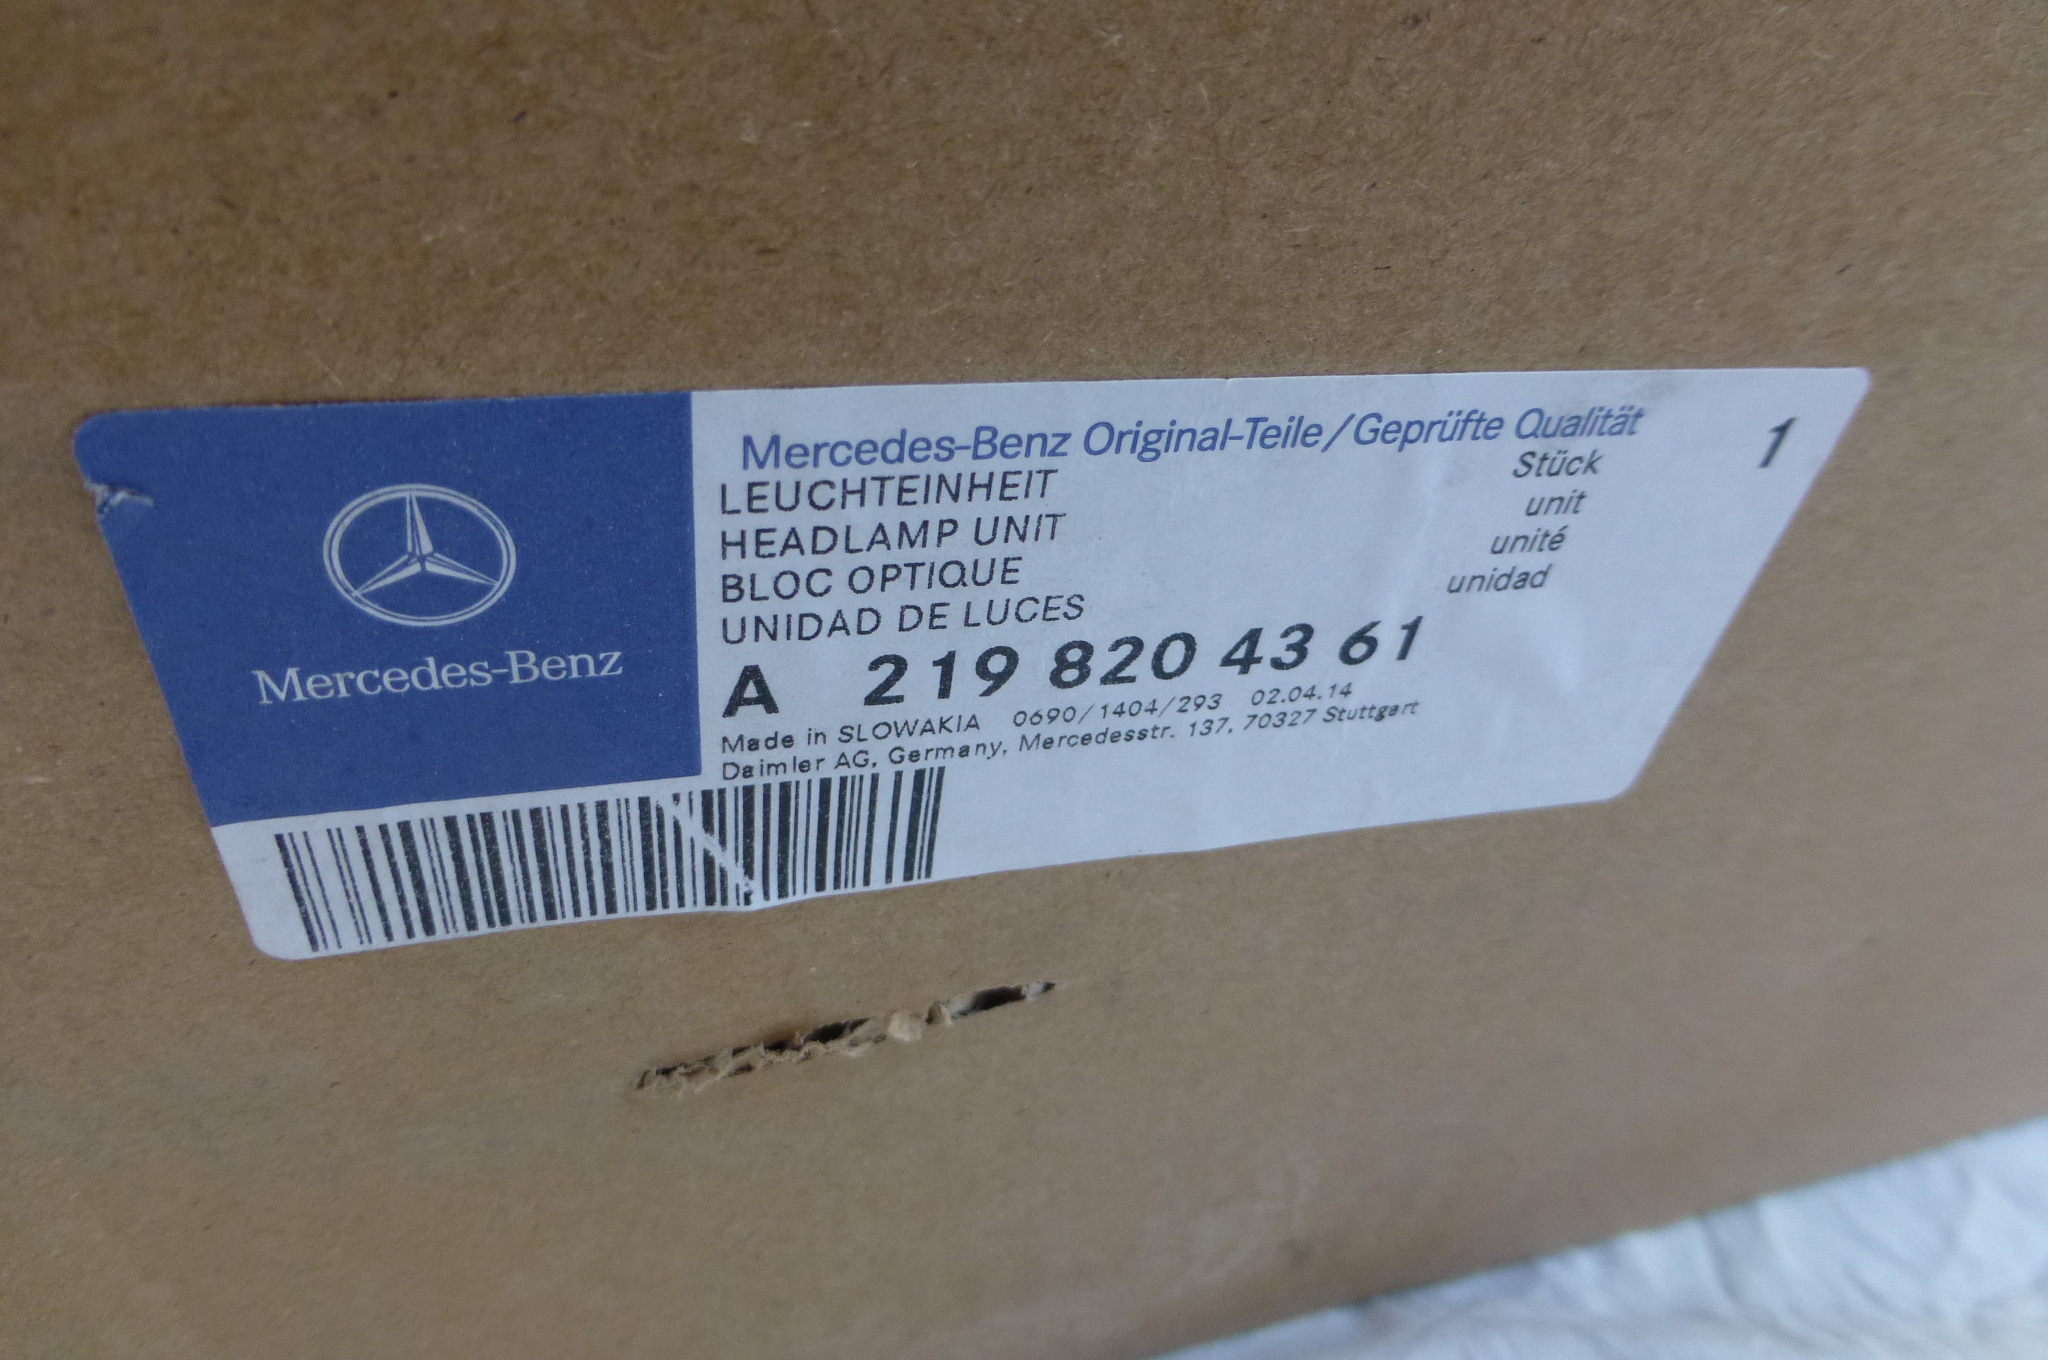 Mercedes-Benz
Mercedes-Benz Original-Teile/Geprüfte Qualität
LEUCHTEINHEIT Stück 1
HEADLAMP UNIT unit
BLOC OPTIQUE unité
UNIDAD DE LUCES unidad
A 219 820 43 61
Made in SLOWAKIA 0690/1404/293 02.04.14
Daimler AG, Germany, Mercedesstr. 137, 70327 Stuttgart